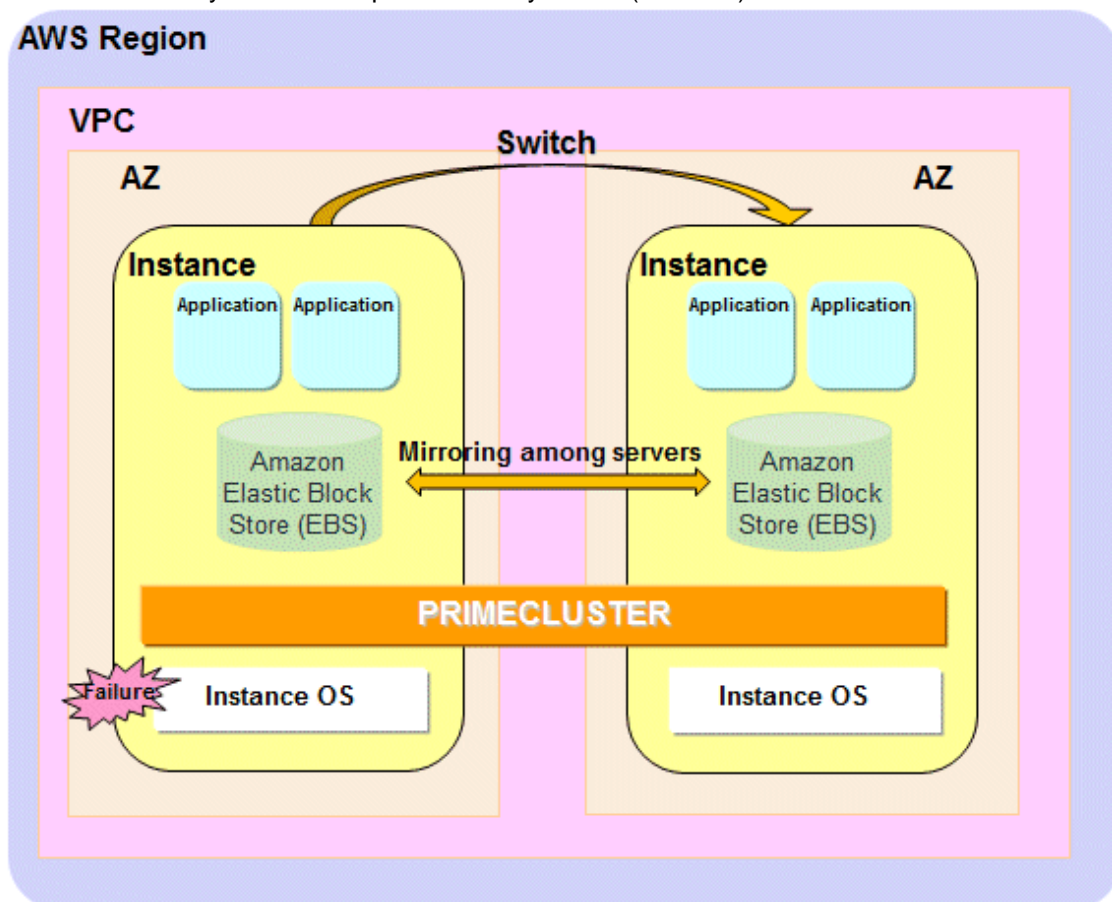 AWS Region
VPC
Switch
AZ
AZ
Instance
Instance
Application Application
Application Application
Mirroring among servers
Amazon
Elastic Block
Store (EBS)
Amazon
Elastic Block
Store (EBS)
PRIMECLUSTER
Failure
Instance OS
Instance OS